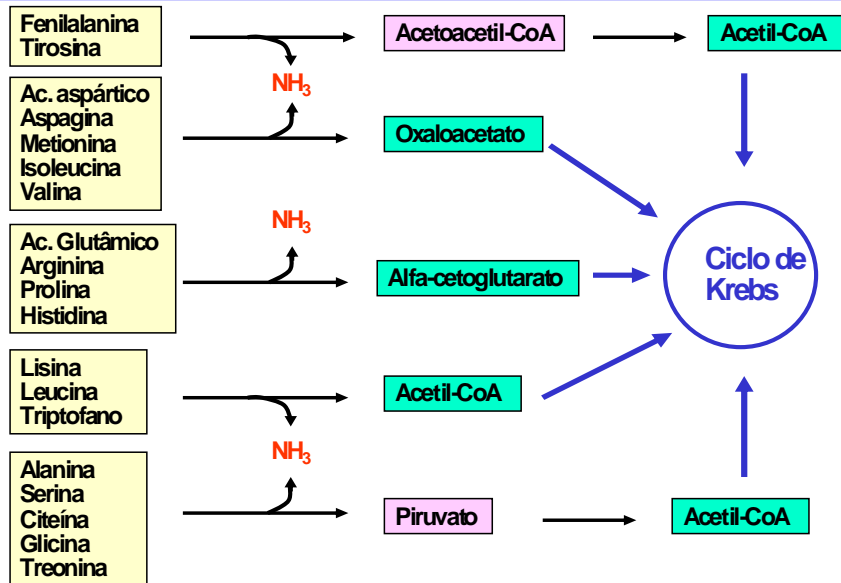 Fenilalanina
Tirosina
Acetoacetil-CoA
Acetil-CoA
NH₃
Ac. aspártico
Aspagina
Metionina
Isoleucina
Valina
Oxaloacetato
NH₃
Ac. Glutâmico
Arginina
Prolina
Histidina
Alfa-cetoglutarato
Ciclo de
Krebs
Lisina
Leucina
Triptofano
Acetil-CoA
NH₃
Alanina
Serina
Citeína
Glicina
Treonina
Piruvato
Acetil-CoA